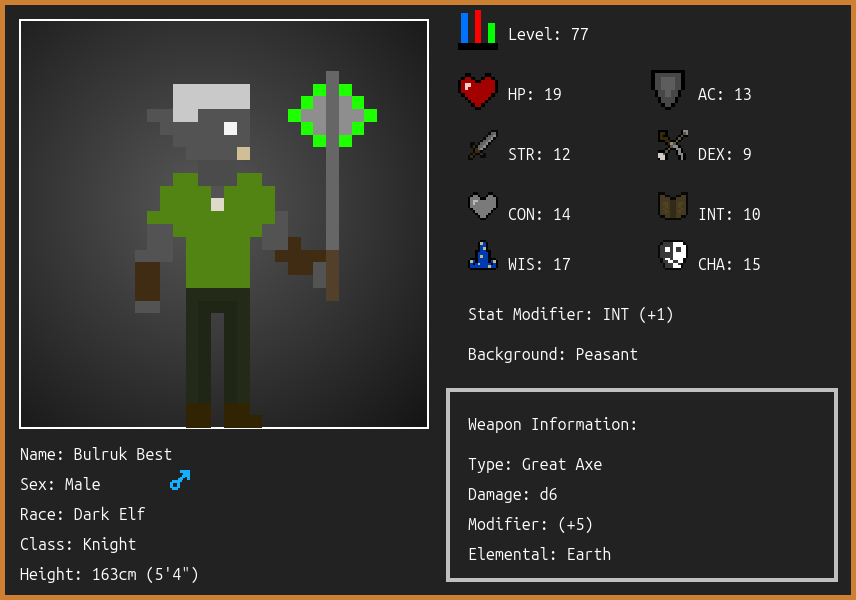 Level: 77
HP: 19
AC: 13
STR: 12
DEX: 9
CON: 14
INT: 10
WIS: 17
CHA: 15
Stat Modifier: INT (+1)
Background: Peasant
Weapon Information:
Type: Great Axe
Damage: d6
Modifier: (+5)
Elemental: Earth
Name: Bulruk Best
Sex: Male
Race: Dark Elf
Class: Knight
Height: 163cm (5'4")